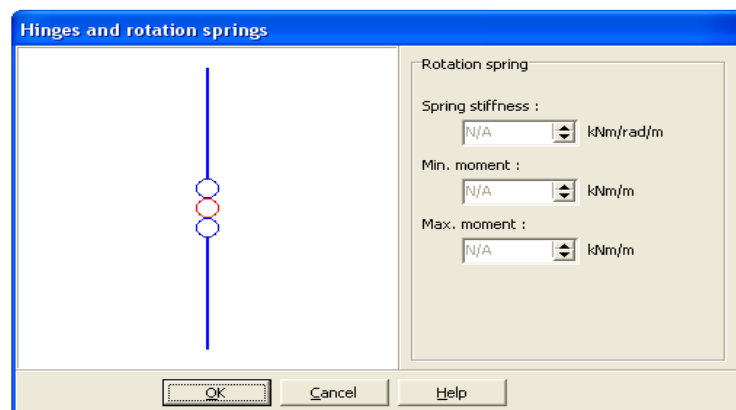 Hinges and rotation springs
Rotation spring
Spring stiffness :
N/A kNm/rad/m
Min. moment :
N/A kNm/m
Max. moment :
N/A kNm/m
OK Cancel Help